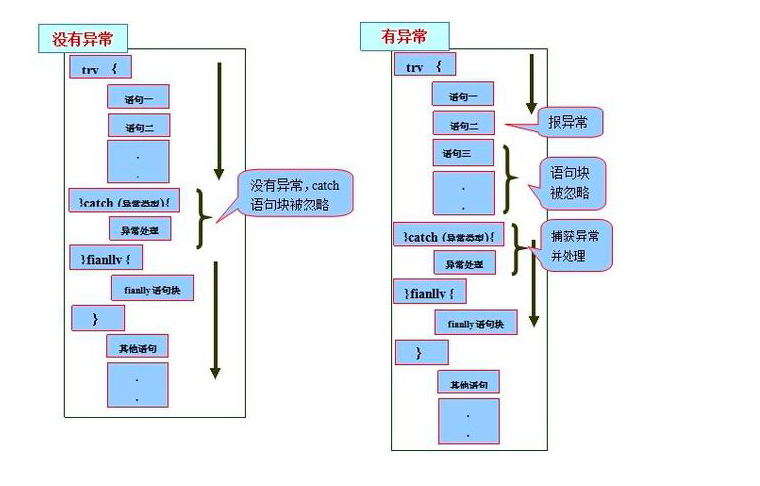 没有异常
try {
语句一
语句二
.
.
}catch (异常类型){
异常处理
}fianlly {
fianlly 语句块
}
其他语句
.
.
没有异常，catch
语句块被忽略
有异常
try {
语句一
语句二
语句三
.
.
}catch (异常类型){
异常处理
}fianlly {
fianlly 语句块
}
其他语句
.
.
报异常
语句块
被忽略
捕获异常
并处理